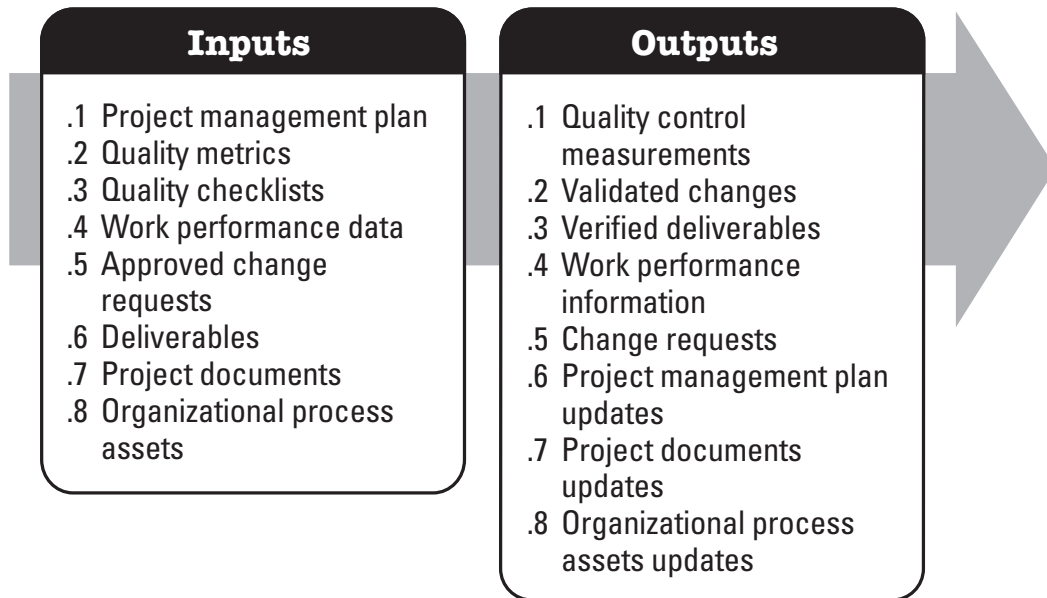 Inputs
.1 Project management plan
.2 Quality metrics
.3 Quality checklists
.4 Work performance data
.5 Approved change
requests
.6 Deliverables
.7 Project documents
.8 Organizational process
assets
Outputs
.1 Quality control
measurements
.2 Validated changes
.3 Verified deliverables
.4 Work performance
information
.5 Change requests
.6 Project management plan
updates
.7 Project documents
updates
.8 Organizational process
assets updates